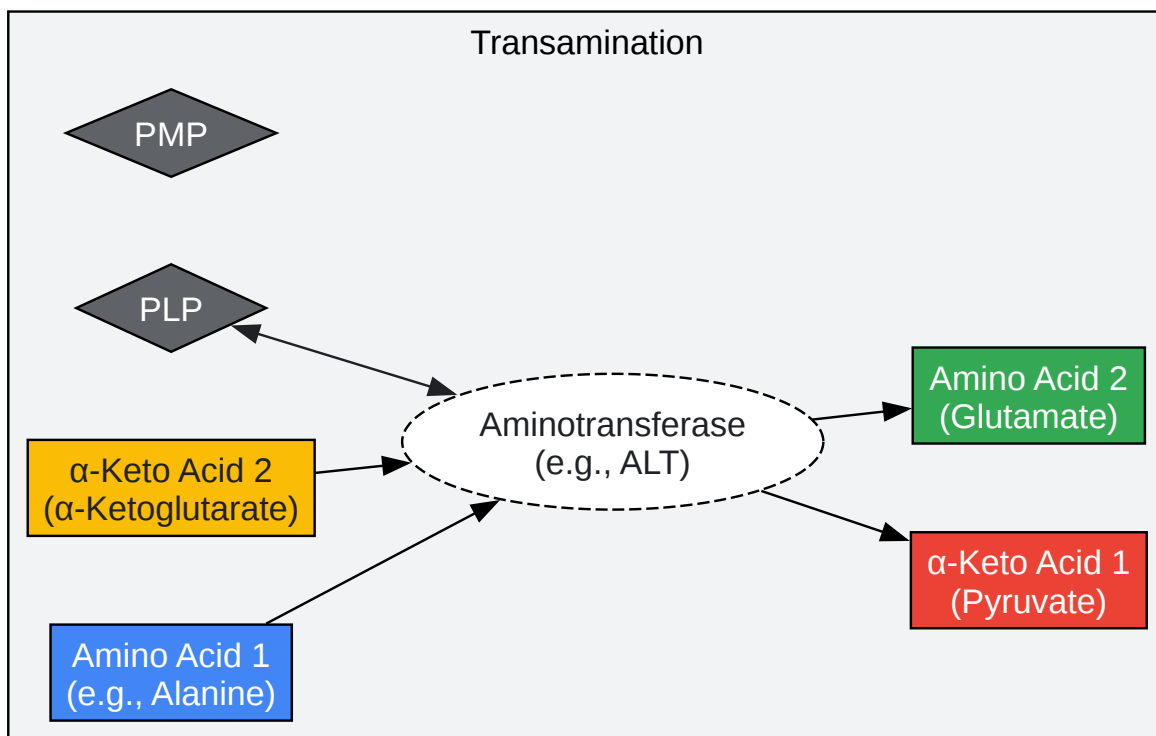 Transamination
PMP
PLP
Aminotransferase
(e.g., ALT)
Amino Acid 2
(Glutamate)
α-Keto Acid 2
(α-Ketoglutarate)
α-Keto Acid 1
(Pyruvate)
Amino Acid 1
(e.g., Alanine)